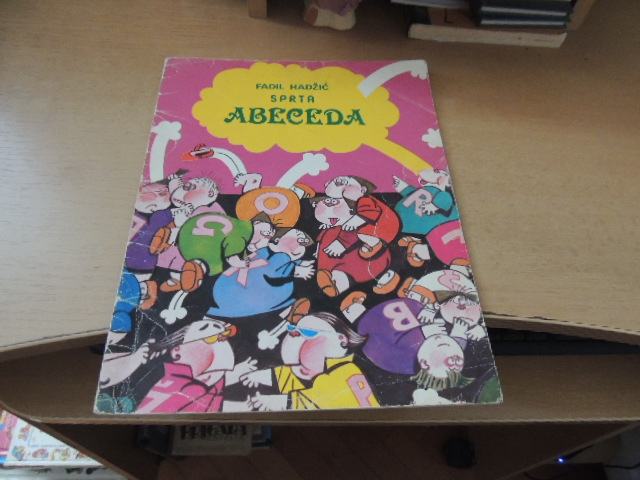 FADIL HADŽIĆ
SPRTA
ABECEDA
G
O
B